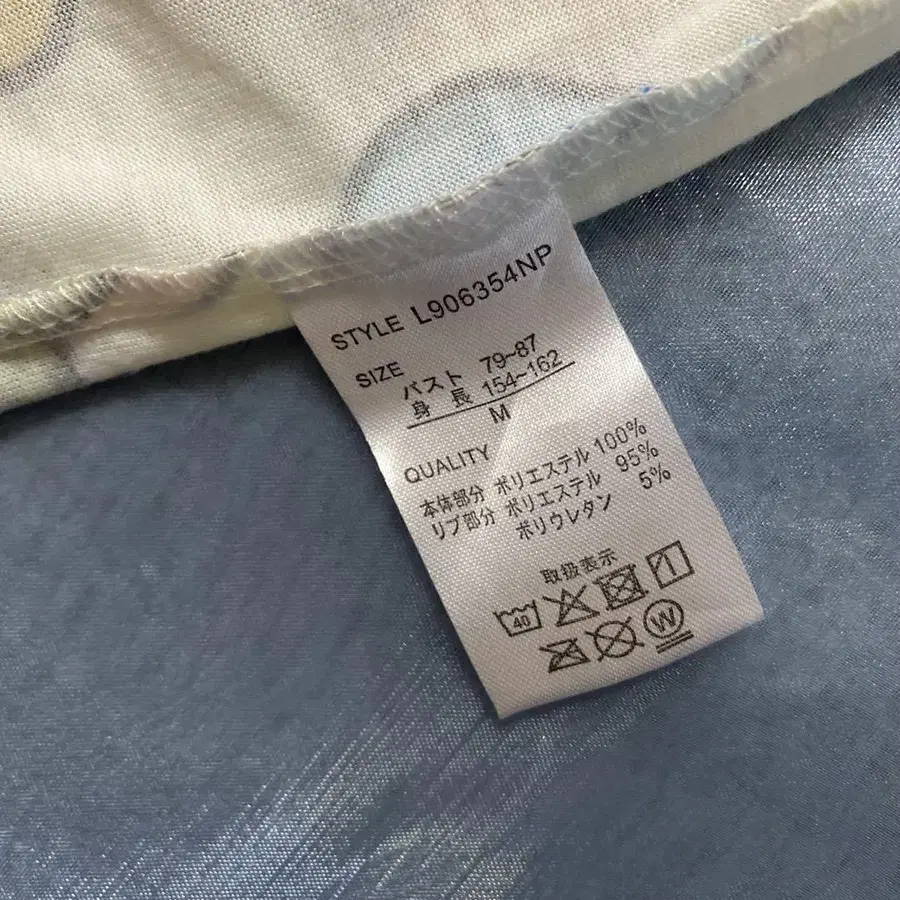 STYLE L906354NP
SIZE
バスト 79-87
身長 154-162
M
QUALITY
本体部分 ポリエステル 100%
リブ部分 ポリエステル 95%
ポリウレタン 5%
取扱表示
40
W